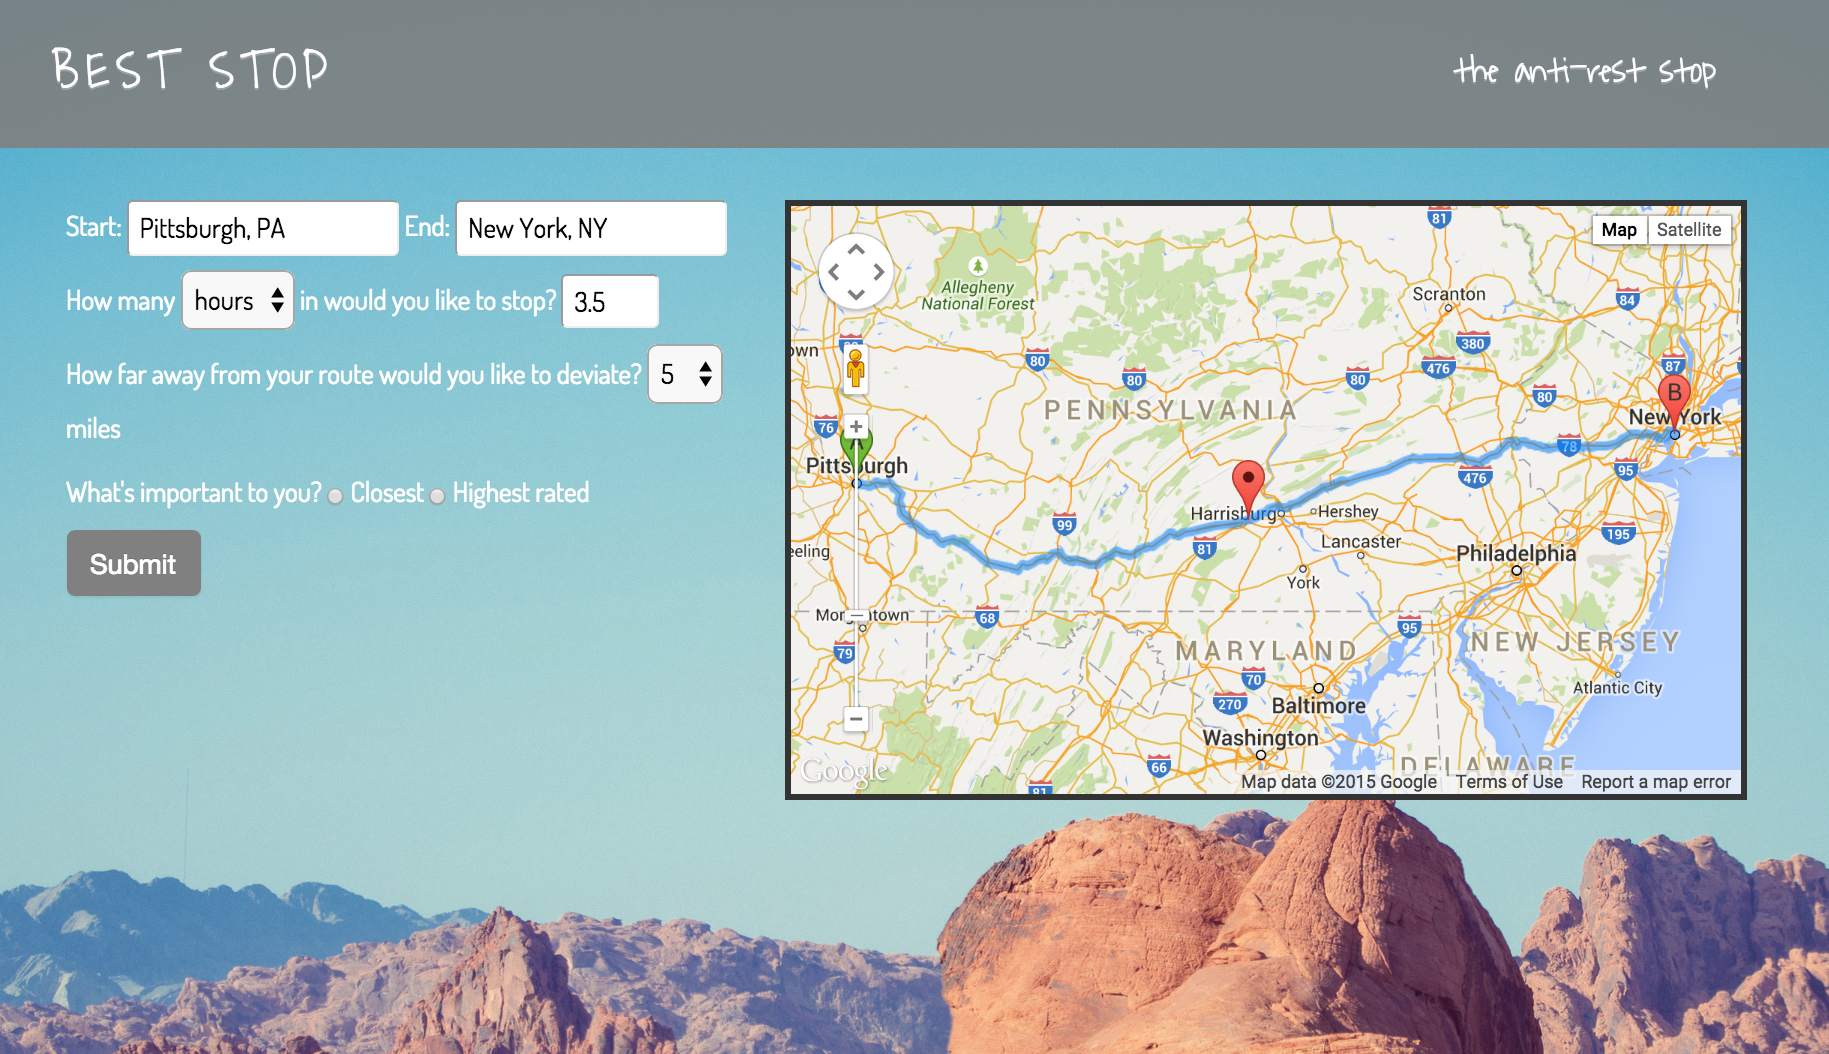 BEST STOP
the anti-rest stop
Start: Pittsburgh, PA End: New York, NY
How many hours in would you like to stop? 3.5
How far away from your route would you like to deviate? 5
miles
What's important to you? Closest Highest rated
Submit
Map Satellite
81
Allegheny
National Forest
Scranton
84
380
80
87
476
80
80
80
PENNSYLVANIA
B
New York
76
Pittsburgh
78
95
476
Harrisburg
Hershey
99
81
Lancaster
195
Philadelphia
York
68
95
MARYLAND
NEW JERSEY
79
70
Atlantic City
270
Baltimore
Washington
66
DELAWARE
81
Google
Map data ©2015 Google Terms of Use Report a map error